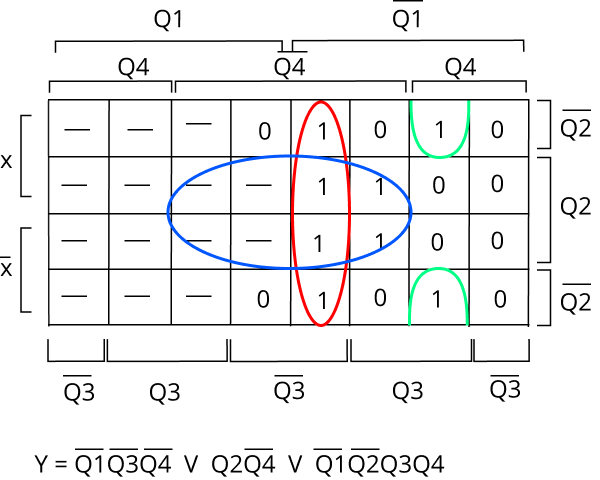 Q1 Q̅1̅
Q4 Q̅4̅ Q4
— — — 0 1 0 1 0 Q̅2̅
x
— — — — 1 1 0 0
Q2
— — — — 1 1 0 0
x̅
— — — 0 1 0 1 0 Q̅2̅
Q̅3̅ Q3 Q̅3̅ Q3 Q̅3̅
Y = Q̅1̅Q̅3̅Q̅4̅ V Q2Q̅4̅ V Q̅1̅Q̅2̅Q3Q4